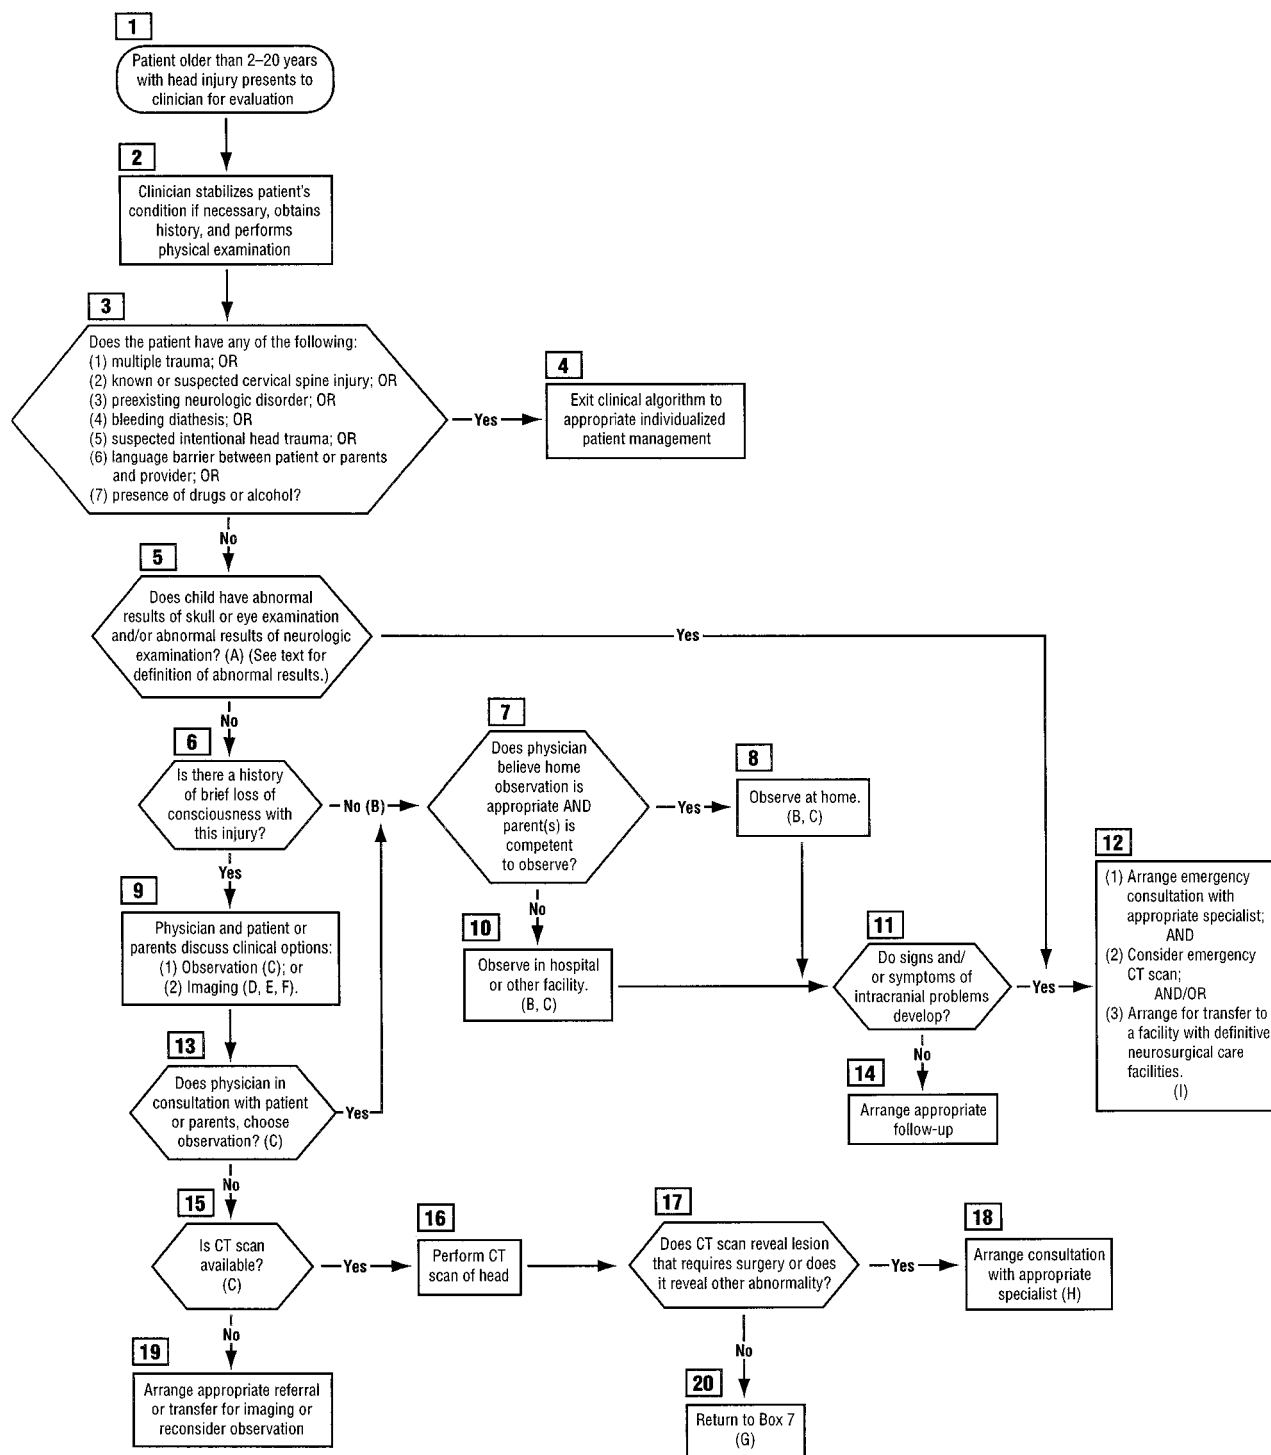 1
Patient older than 2–20 years
with head injury presents to
clinician for evaluation
2
Clinician stabilizes patient's
condition if necessary, obtains
history, and performs
physical examination
3
Does the patient have any of the following:
(1) multiple trauma; OR
(2) known or suspected cervical spine injury; OR
(3) preexisting neurologic disorder; OR
(4) bleeding diathesis; OR
(5) suspected intentional head trauma; OR
(6) language barrier between patient or parents
and provider; OR
(7) presence of drugs or alcohol?
Yes
4
Exit clinical algorithm to
appropriate individualized
patient management
No
5
Does child have abnormal
results of skull or eye examination
and/or abnormal results of neurologic
examination? (A) (See text for
definition of abnormal results.)
Yes
No
6
Is there a history
of brief loss of
consciousness with
this injury?
No (B)
7
Does physician
believe home
observation is
appropriate AND
parent(s) is
competent
to observe?
Yes
8
Observe at home.
(B, C)
Yes
9
Physician and patient or
parents discuss clinical options:
(1) Observation (C); or
(2) Imaging (D, E, F).
No
10
Observe in hospital
or other facility.
(B, C)
11
Do signs and/
or symptoms of
intracranial problems
develop?
Yes
12
(1) Arrange emergency
consultation with
appropriate specialist;
AND
(2) Consider emergency
CT scan;
AND/OR
(3) Arrange for transfer to
a facility with definitive
neurosurgical care
facilities.
(I)
13
Does physician in
consultation with patient
or parents, choose
observation? (C)
Yes
No
14
Arrange appropriate
follow-up
No
15
Is CT scan
available?
(C)
Yes
16
Perform CT
scan of head
17
Does CT scan reveal lesion
that requires surgery or does
it reveal other abnormality?
Yes
18
Arrange consultation
with appropriate
specialist (H)
No
19
Arrange appropriate referral
or transfer for imaging or
reconsider observation
No
20
Return to Box 7
(G)